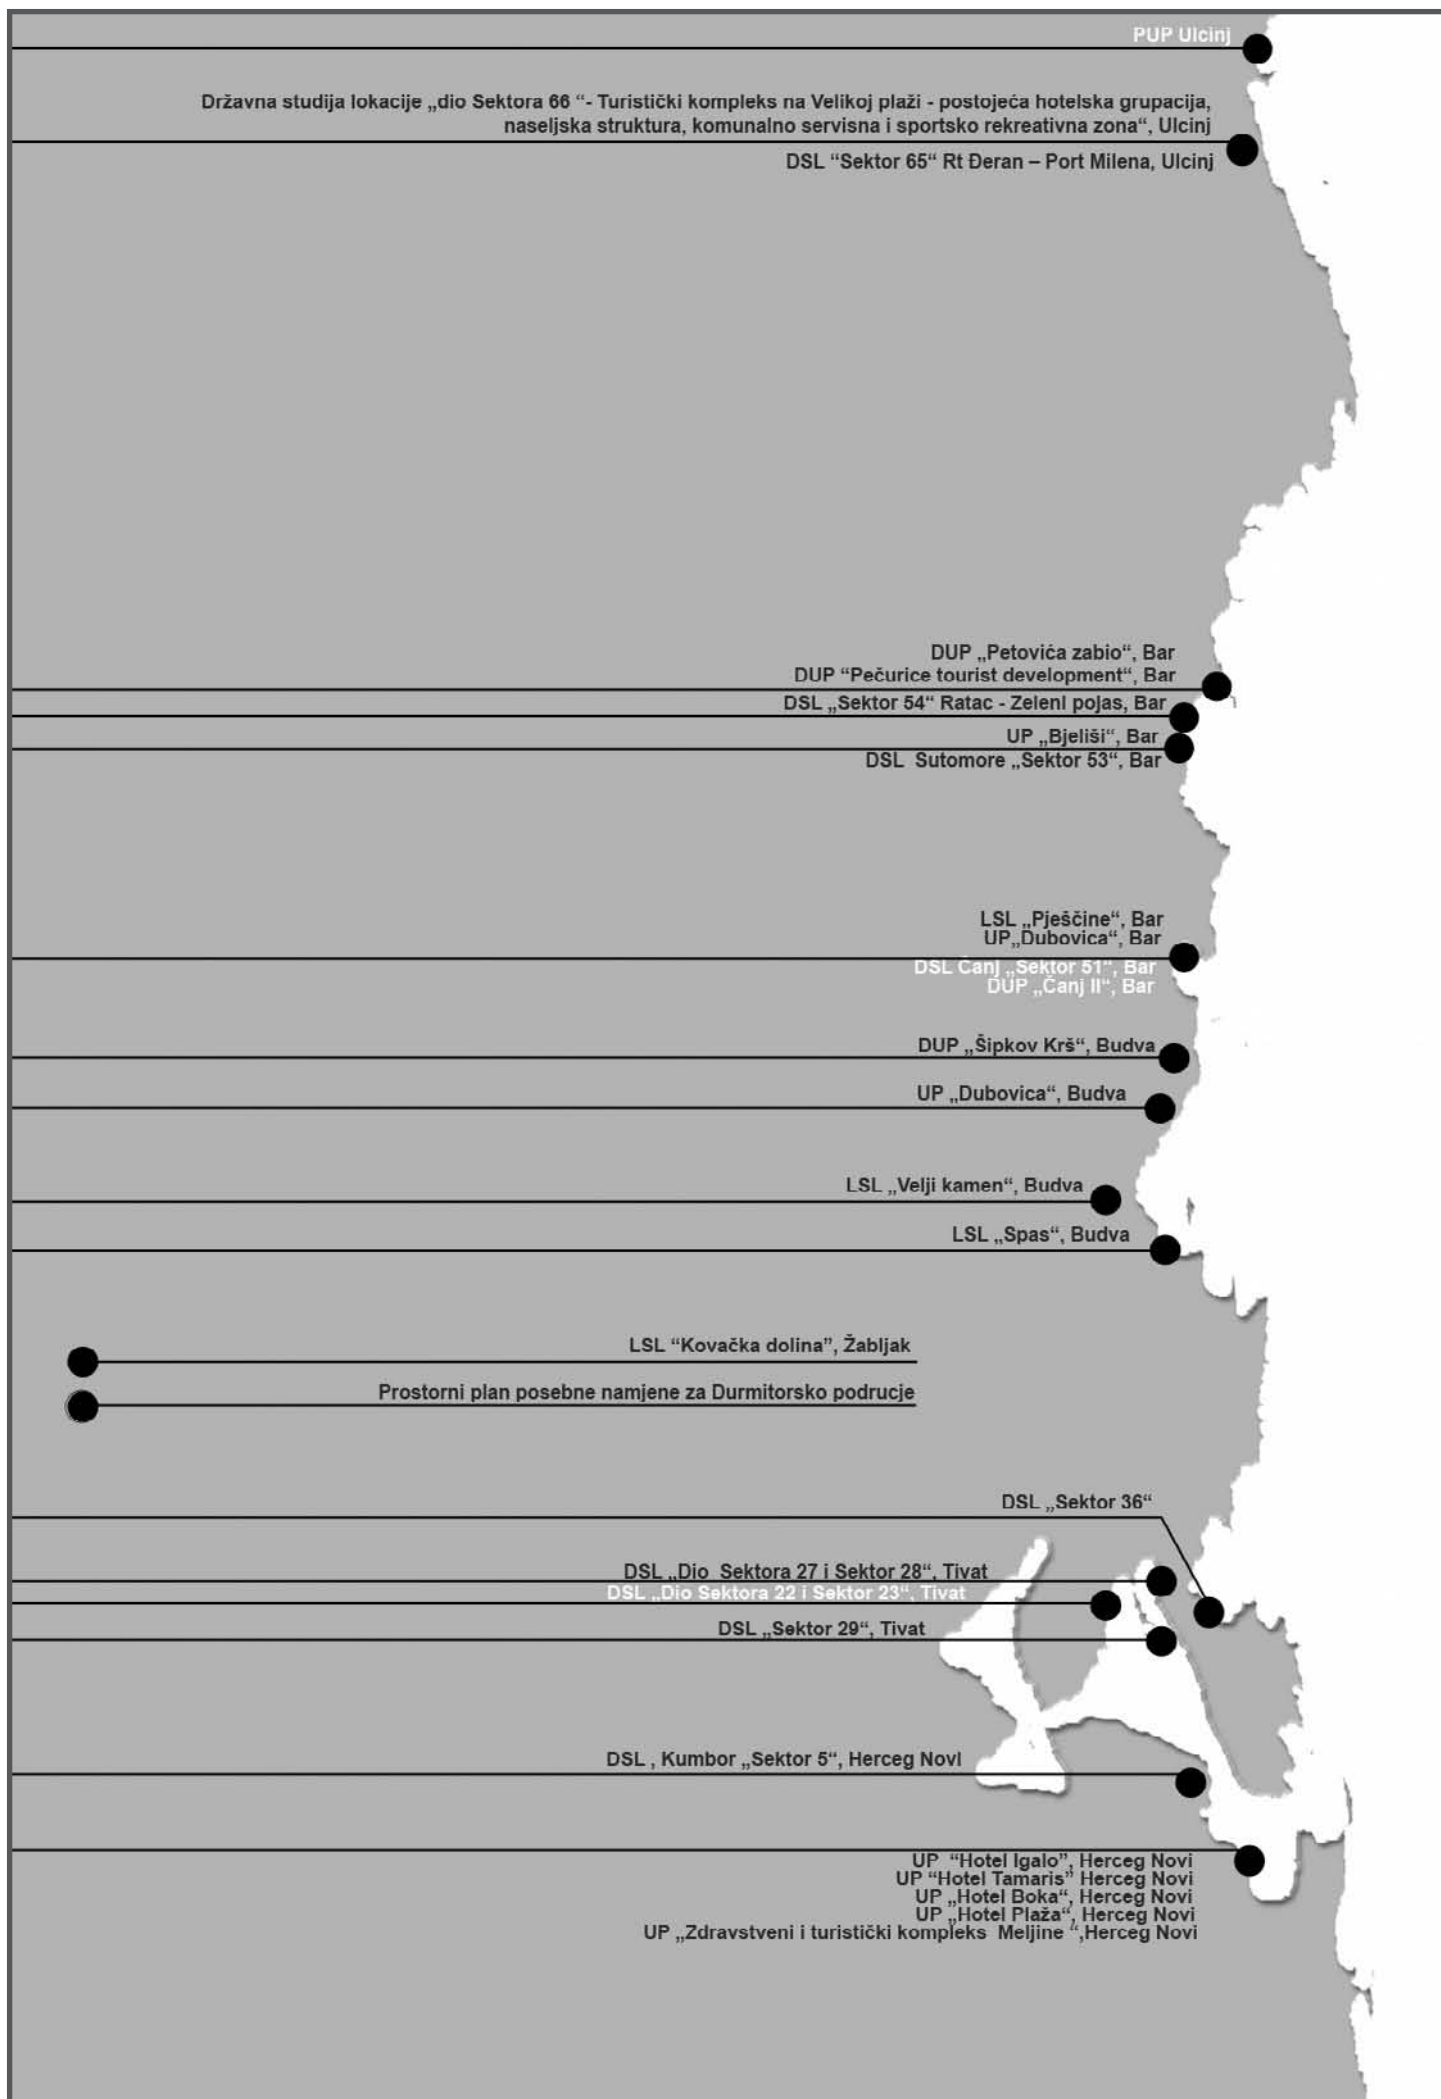 PUP Ulcinj
Državna studija lokacije „dio Sektora 66 “- Turistički kompleks na Velikoj plaži - postojeća hotelska grupacija,
naseljska struktura, komunalno servisna i sportsko rekreativna zona“, Ulcinj
DSL “Sektor 65“ Rt Đeran – Port Milena, Ulcinj
DUP „Petovića zabio“, Bar
DUP “Pečurice tourist development“, Bar
DSL „Sektor 54“ Ratac - Zeleni pojas, Bar
UP „Bjeliši“, Bar
DSL Sutomore „Sektor 53“, Bar
LSL „Pješčine“, Bar
UP„Dubovica“, Bar
DSL Čanj „Sektor 51“, Bar
DUP „Čanj II“, Bar
DUP „Šipkov Krš“, Budva
UP „Dubovica“, Budva
LSL „Velji kamen“, Budva
LSL „Spas“, Budva
LSL “Kovačka dolina”, Žabljak
Prostorni plan posebne namjene za Durmitorsko podrucje
DSL „Sektor 36“
DSL „Dio Sektora 27 i Sektor 28“, Tivat
DSL „Dio Sektora 22 i Sektor 23“, Tivat
DSL „Sektor 29“, Tivat
DSL , Kumbor „Sektor 5“, Herceg Novi
UP “Hotel Igalo”, Herceg Novi
UP “Hotel Tamaris” Herceg Novi
UP „Hotel Boka“, Herceg Novi
UP „Hotel Plaža“, Herceg Novi
UP „Zdravstveni i turistički kompleks Meljine “,Herceg Novi